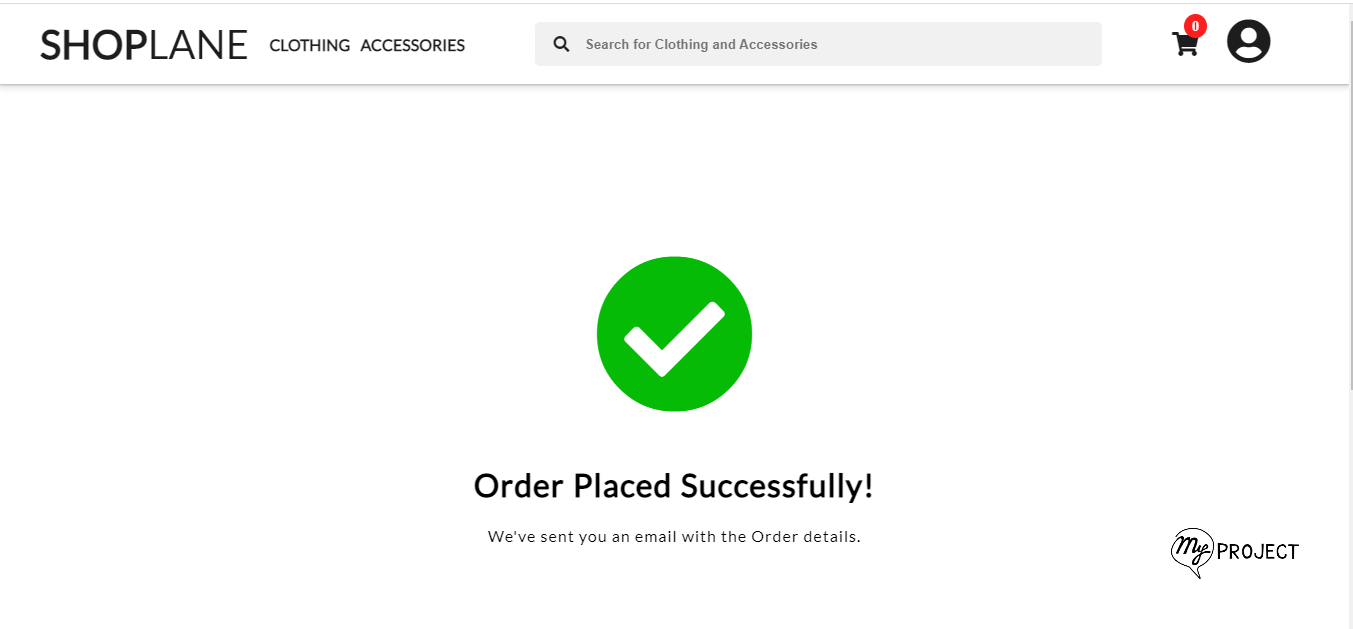 SHOPLANE CLOTHING ACCESSORIES Search for Clothing and Accessories 0
Order Placed Successfully!
We've sent you an email with the Order details.
My PROJECT